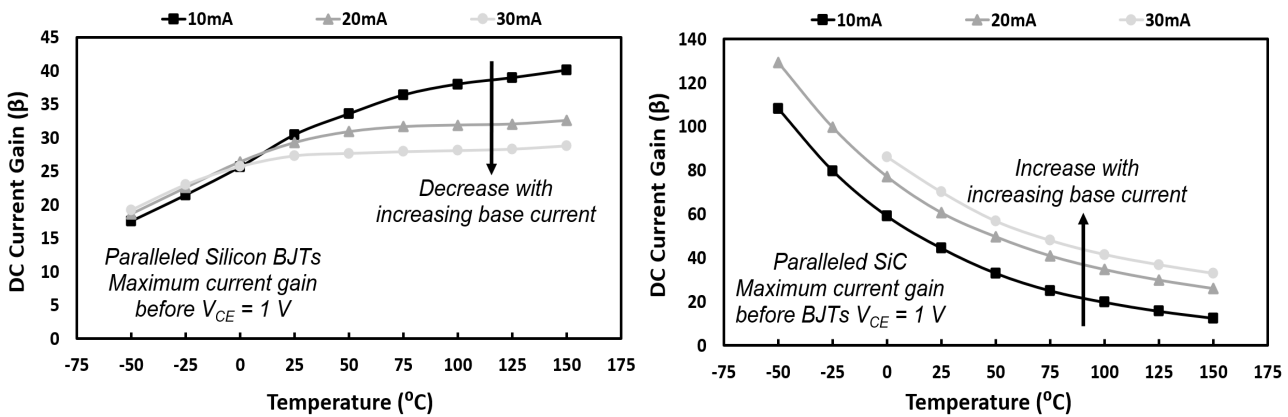 10mA 20mA 30mA
45
40
35
30
25
20
15
10
5
0
DC Current Gain (β)
Decrease with
increasing base current
Paralleled Silicon BJTs
Maximum current gain
before VCE = 1 V
-75 -50 -25 0 25 50 75 100 125 150 175
Temperature (⁰C)
10mA 20mA 30mA
140
120
100
80
60
40
20
0
DC Current Gain (β)
Increase with
increasing base current
Paralleled SiC
Maximum current gain
before BJTs VCE = 1 V
-75 -50 -25 0 25 50 75 100 125 150 175
Temperature (⁰C)